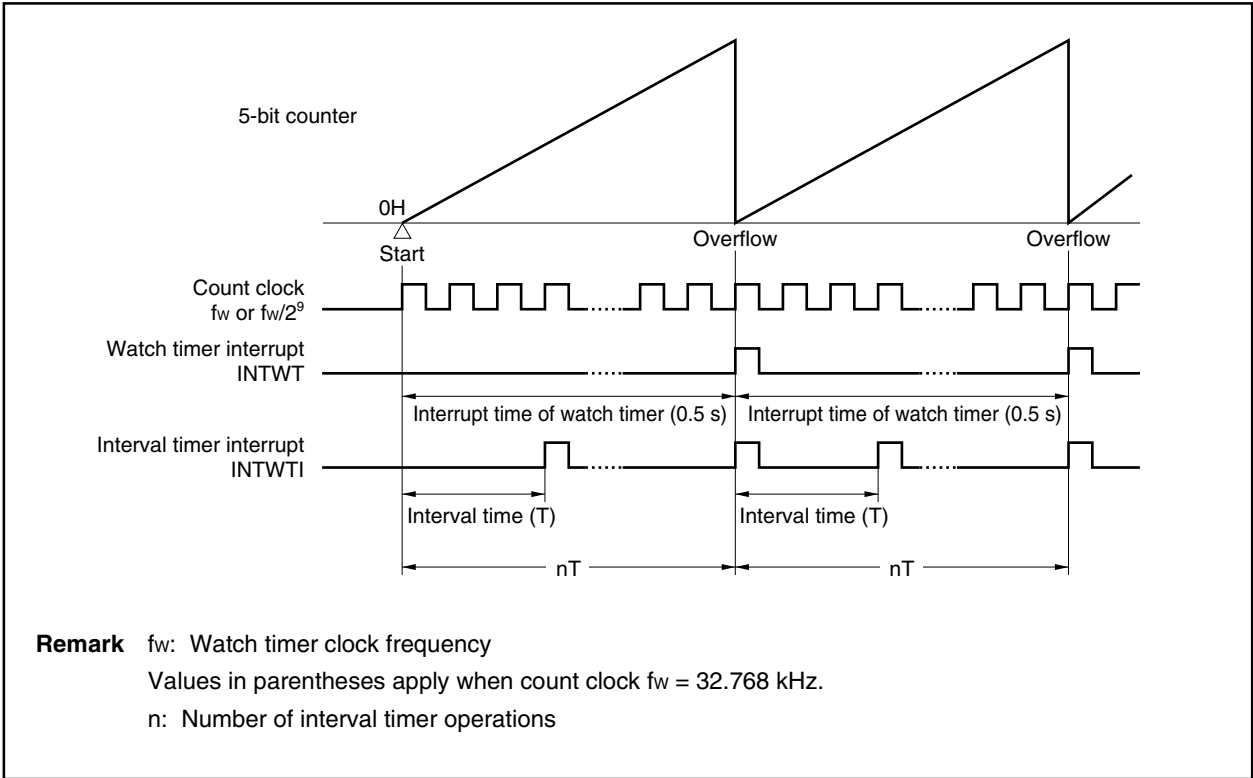 5-bit counter
0H
Start
Overflow
Overflow
Count clock
fw or fw/2⁹
Watch timer interrupt
INTWT
Interrupt time of watch timer (0.5 s)
Interrupt time of watch timer (0.5 s)
Interval timer interrupt
INTWTI
Interval time (T)
Interval time (T)
nT
nT
Remark fw: Watch timer clock frequency
Values in parentheses apply when count clock fw = 32.768 kHz.
n: Number of interval timer operations